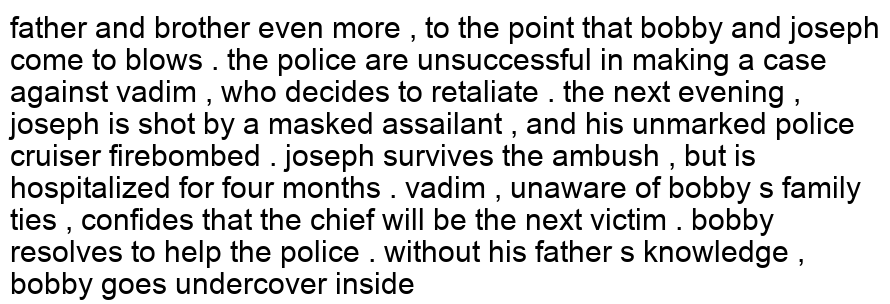 father and brother even more , to the point that bobby and joseph
come to blows . the police are unsuccessful in making a case
against vadim , who decides to retaliate . the next evening ,
joseph is shot by a masked assailant , and his unmarked police
cruiser firebombed . joseph survives the ambush , but is
hospitalized for four months . vadim , unaware of bobby s family
ties , confides that the chief will be the next victim . bobby
resolves to help the police . without his father s knowledge ,
bobby goes undercover inside